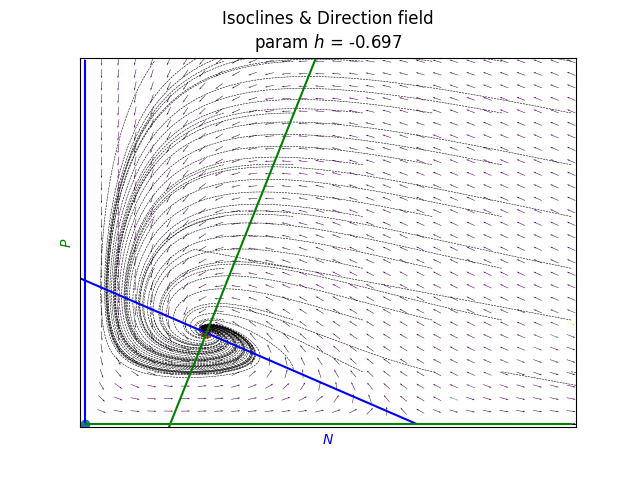 Isoclines & Direction field
param h = -0.697
P
N